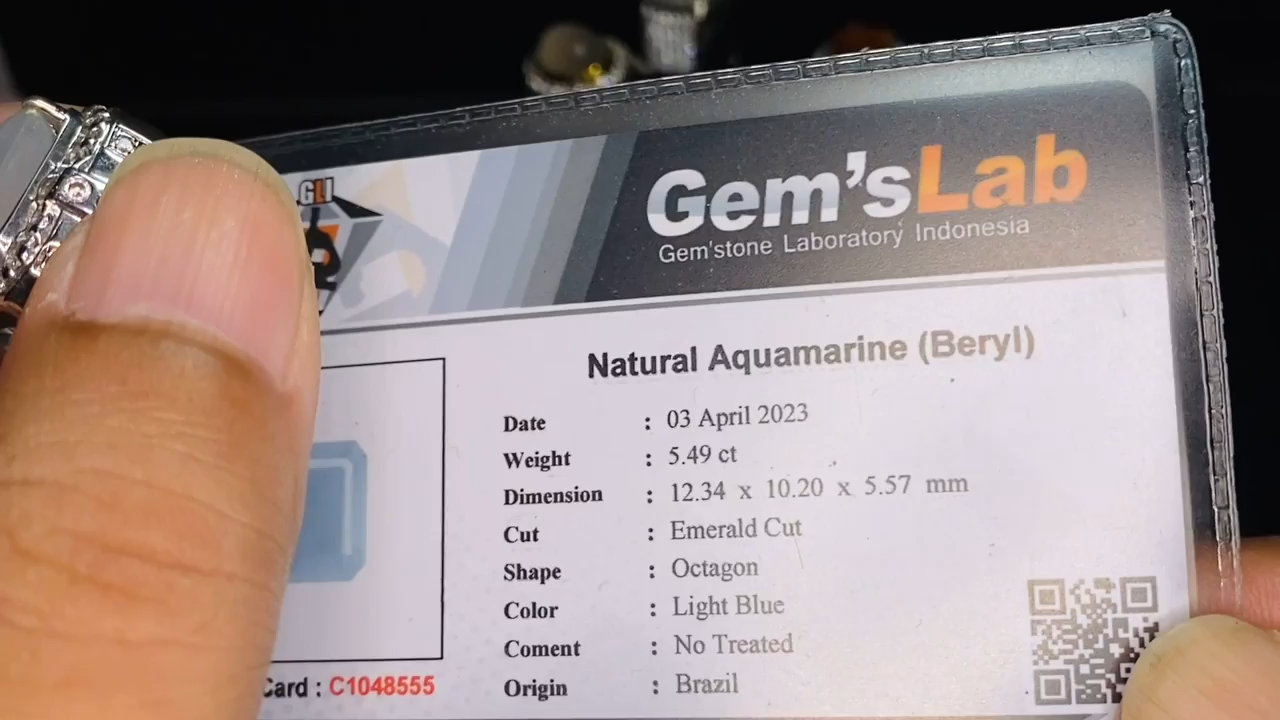 GLI
Gem'sLab
Gem'stone Laboratory Indonesia
Natural Aquamarine (Beryl)
Date : 03 April 2023
Weight : 5.49 ct
Dimension : 12.34 x 10.20 x 5.57 mm
Cut : Emerald Cut
Shape : Octagon
Color : Light Blue
Coment : No Treated
Origin : Brazil
Card : C1048555